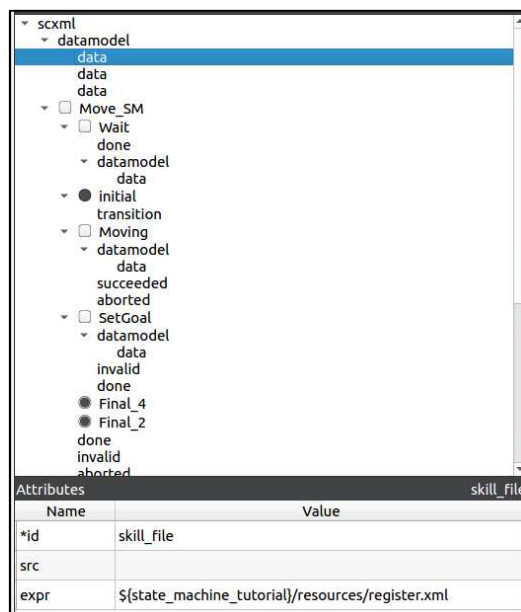 scxml
datamodel
data
data
data
Move_SM
Wait
done
datamodel
data
initial
transition
Moving
datamodel
data
succeeded
aborted
SetGoal
datamodel
data
invalid
done
Final_4
Final_2
done
invalid
aborted
Attributes skill_file
Name Value
*id skill_file
src
expr ${state_machine_tutorial}/resources/register.xml